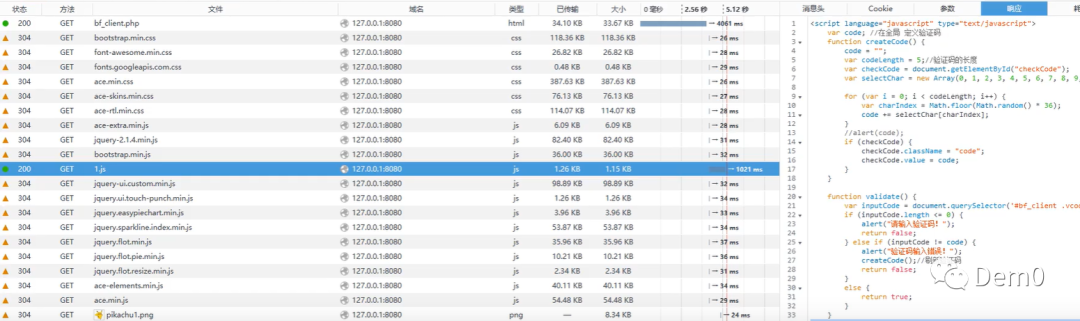 状态 方法 文件 域名 类型 已传输 大小 0 毫秒 2.56 秒 5.12 秒 消息头 Cookie 参数 响应
200 GET bf_client.php 127.0.0.1:8080 html 34.10 KB 33.67 KB → 4061 ms
304 GET bootstrap.min.css 127.0.0.1:8080 css 118.36 KB 118.36 KB → 26 ms
304 GET font-awesome.min.css 127.0.0.1:8080 css 26.82 KB 26.82 KB → 28 ms
304 GET fonts.googleapis.com.css 127.0.0.1:8080 css 0.48 KB 0.48 KB → 29 ms
304 GET ace.min.css 127.0.0.1:8080 css 387.63 KB 387.63 KB → 26 ms
304 GET ace-skins.min.css 127.0.0.1:8080 css 76.13 KB 76.13 KB → 27 ms
304 GET ace-rtl.min.css 127.0.0.1:8080 css 114.07 KB 114.07 KB → 28 ms
304 GET ace-extra.min.js 127.0.0.1:8080 js 6.09 KB 6.09 KB → 28 ms
304 GET jquery-2.1.4.min.js 127.0.0.1:8080 js 82.40 KB 82.40 KB → 31 ms
304 GET bootstrap.min.js 127.0.0.1:8080 js 36.00 KB 36.00 KB → 32 ms
200 GET 1.js 127.0.0.1:8080 js 1.26 KB 1.15 KB → 1021 ms
304 GET jquery-ui.custom.min.js 127.0.0.1:8080 js 98.89 KB 98.89 KB → 32 ms
304 GET jquery.ui.touch-punch.min.js 127.0.0.1:8080 js 1.26 KB 1.26 KB → 34 ms
304 GET jquery.easypiechart.min.js 127.0.0.1:8080 js 3.96 KB 3.96 KB → 33 ms
304 GET jquery.sparkline.index.min.js 127.0.0.1:8080 js 53.87 KB 53.87 KB → 34 ms
304 GET jquery.flot.min.js 127.0.0.1:8080 js 35.96 KB 35.96 KB → 37 ms
304 GET jquery.flot.pie.min.js 127.0.0.1:8080 js 10.21 KB 10.21 KB → 36 ms
304 GET jquery.flot.resize.min.js 127.0.0.1:8080 js 2.34 KB 2.34 KB → 31 ms
304 GET ace-elements.min.js 127.0.0.1:8080 js 40.11 KB 40.11 KB → 34 ms
304 GET ace.min.js 127.0.0.1:8080 js 54.48 KB 54.48 KB → 29 ms
304 GET pikachu1.png 127.0.0.1:8080 png — 8.34 KB → 24 ms
1 <script language="javascript" type="text/javascript">
2 var code; //在全局 定义验证码
3 function createCode() {
4 code = "";
5 var codeLength = 5;//验证码的长度
6 var checkCode = document.getElementById("checkCode");
7 var selectChar = new Array(0, 1, 2, 3, 4, 5, 6, 7, 8, 9,
8
9 for (var i = 0; i < codeLength; i++) {
10 var charIndex = Math.floor(Math.random() * 36);
11 code += selectChar[charIndex];
12 }
13 //alert(code);
14 if (checkCode) {
15 checkCode.className = "code";
16 checkCode.value = code;
17 }
18 }
19
20 function validate() {
21 var inputCode = document.querySelector('#bf_client .vcod
22 if (inputCode.length <= 0) {
23 alert("请输入验证码！");
24 return false;
25 } else if (inputCode != code) {
26 alert("验证码输入错误！");
27 createCode();//刷新验证码
28 return false;
29 }
30 else {
31 return true;
32 }
33 }
Dem0